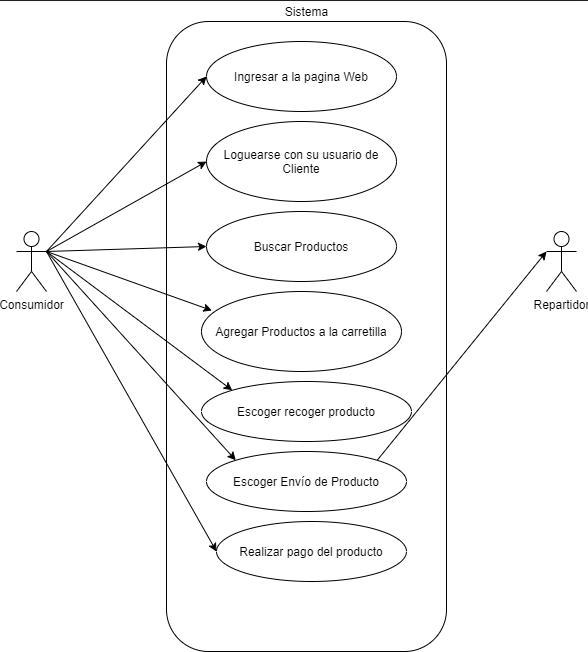 Sistema
Ingresar a la pagina Web
Loguearse con su usuario de
Cliente
Buscar Productos
Consumidor
Repartidor
Agregar Productos a la carretilla
Escoger recoger producto
Escoger Envío de Producto
Realizar pago del producto